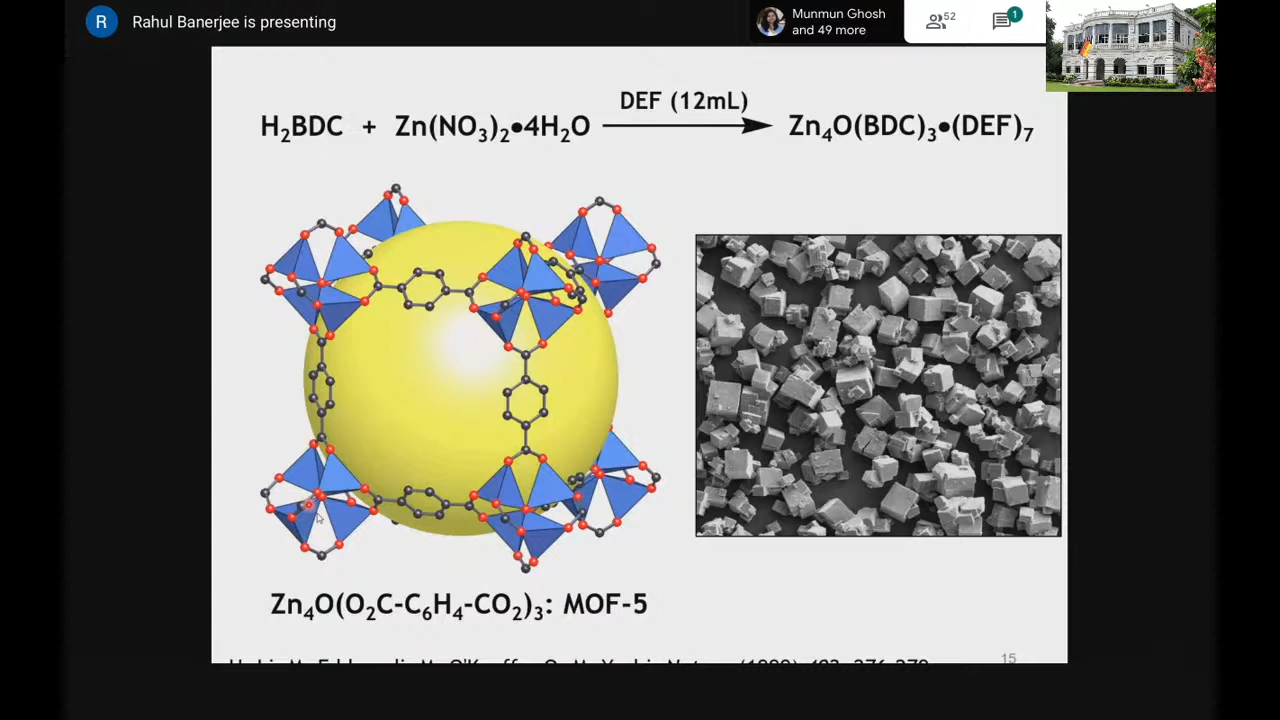 R Rahul Banerjee is presenting
Munmun Ghosh
and 49 more
52
1
DEF (12mL)
H₂BDC + Zn(NO₃)₂•4H₂O Zn₄O(BDC)₃•(DEF)₇
Zn₄O(O₂C-C₆H₄-CO₂)₃: MOF-5
15